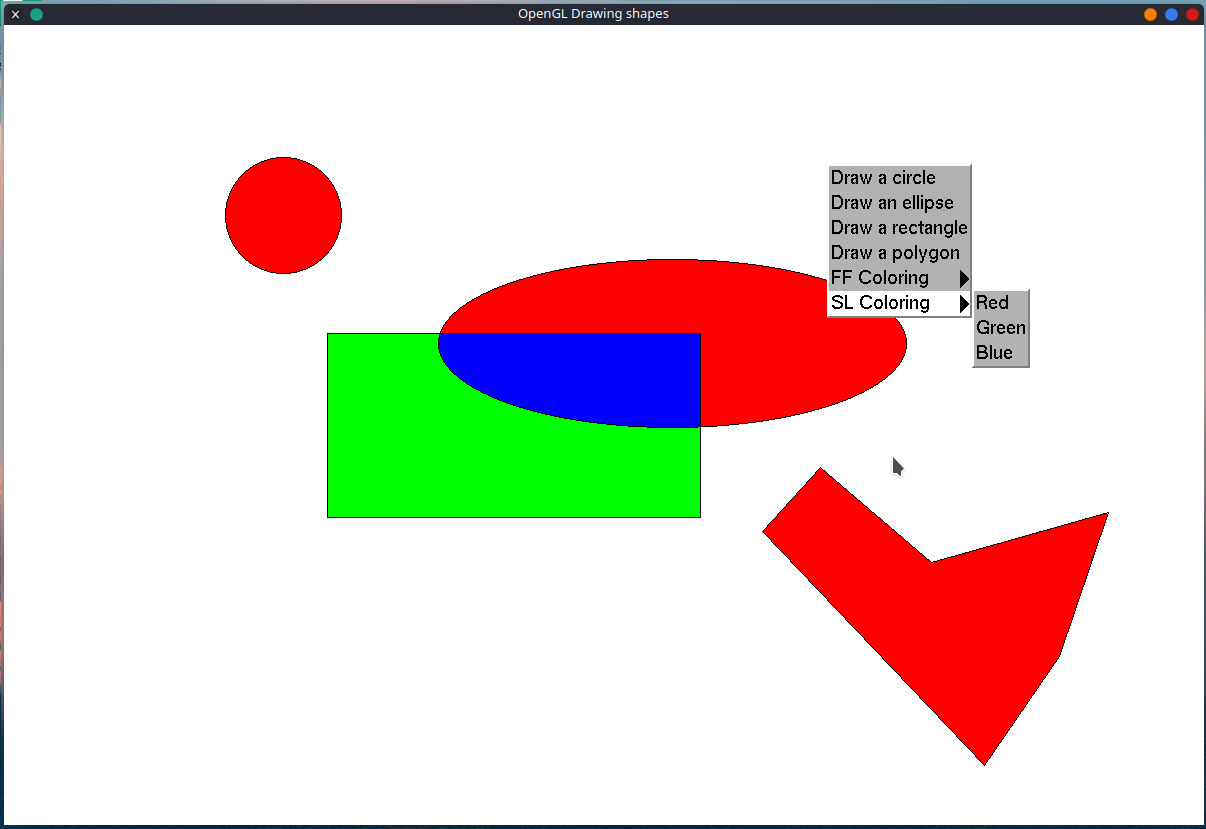 OpenGL Drawing shapes
Draw a circle
Draw an ellipse
Draw a rectangle
Draw a polygon
FF Coloring
SL Coloring
Red
Green
Blue